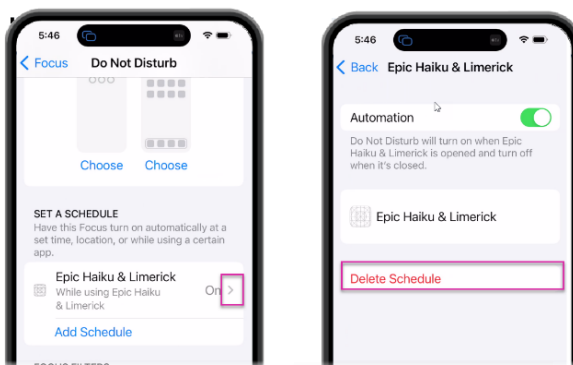 5:46
Focus Do Not Disturb
Choose Choose
SET A SCHEDULE
Have this Focus turn on automatically at a
set time, location, or while using a certain
app.
Epic Haiku & Limerick
While using Epic Haiku
& Limerick
On
Add Schedule
FOCUS FILTERS
5:46
Back Epic Haiku & Limerick
Automation
Do Not Disturb will turn on when Epic
Haiku & Limerick is opened and turn off
when it's closed.
Epic Haiku & Limerick
Delete Schedule